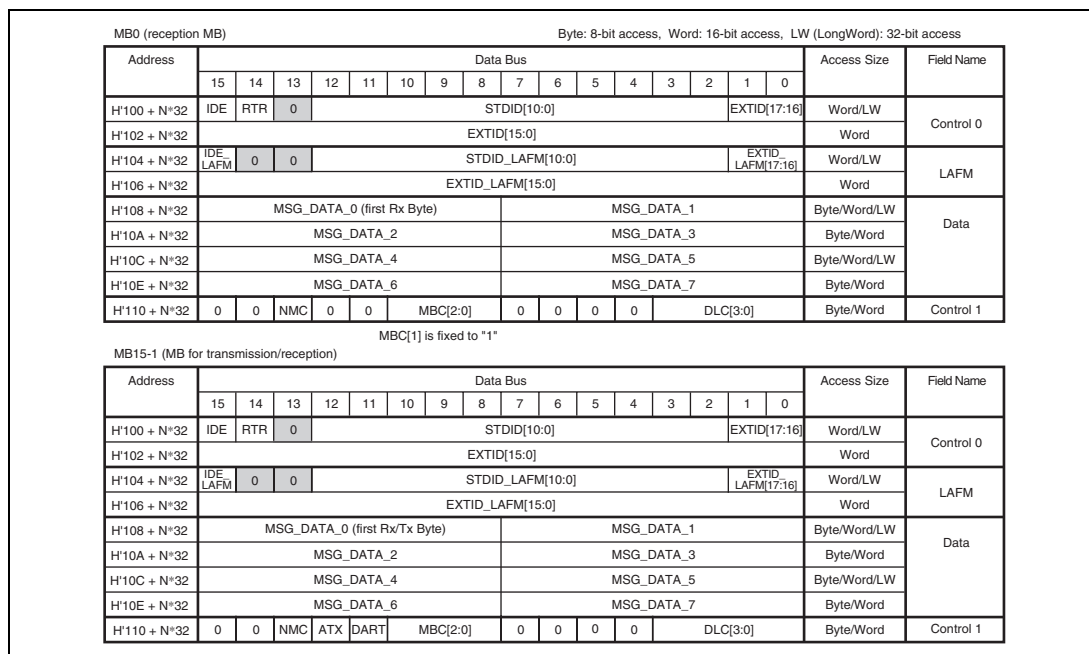 MB0 (reception MB) Byte: 8-bit access, Word: 16-bit access, LW (LongWord): 32-bit access
Address Data Bus Access Size Field Name
15 14 13 12 11 10 9 8 7 6 5 4 3 2 1 0
H'100 + N*32 IDE RTR 0 STDID[10:0] EXTID[17:16] Word/LW Control 0
H'102 + N*32 EXTID[15:0] Word
H'104 + N*32 IDE_LAFM 0 0 STDID_LAFM[10:0] EXTID_LAFM[17:16] Word/LW LAFM
H'106 + N*32 EXTID_LAFM[15:0] Word
H'108 + N*32 MSG_DATA_0 (first Rx Byte) MSG_DATA_1 Byte/Word/LW Data
H'10A + N*32 MSG_DATA_2 MSG_DATA_3 Byte/Word
H'10C + N*32 MSG_DATA_4 MSG_DATA_5 Byte/Word/LW
H'10E + N*32 MSG_DATA_6 MSG_DATA_7 Byte/Word
H'110 + N*32 0 0 NMC 0 0 MBC[2:0] 0 0 0 0 DLC[3:0] Byte/Word Control 1
MBC[1] is fixed to "1"
MB15-1 (MB for transmission/reception)
Address Data Bus Access Size Field Name
15 14 13 12 11 10 9 8 7 6 5 4 3 2 1 0
H'100 + N*32 IDE RTR 0 STDID[10:0] EXTID[17:16] Word/LW Control 0
H'102 + N*32 EXTID[15:0] Word
H'104 + N*32 IDE_LAFM 0 0 STDID_LAFM[10:0] EXTID_LAFM[17:16] Word/LW LAFM
H'106 + N*32 EXTID_LAFM[15:0] Word
H'108 + N*32 MSG_DATA_0 (first Rx/Tx Byte) MSG_DATA_1 Byte/Word/LW Data
H'10A + N*32 MSG_DATA_2 MSG_DATA_3 Byte/Word
H'10C + N*32 MSG_DATA_4 MSG_DATA_5 Byte/Word/LW
H'10E + N*32 MSG_DATA_6 MSG_DATA_7 Byte/Word
H'110 + N*32 0 0 NMC ATX DART MBC[2:0] 0 0 0 0 DLC[3:0] Byte/Word Control 1